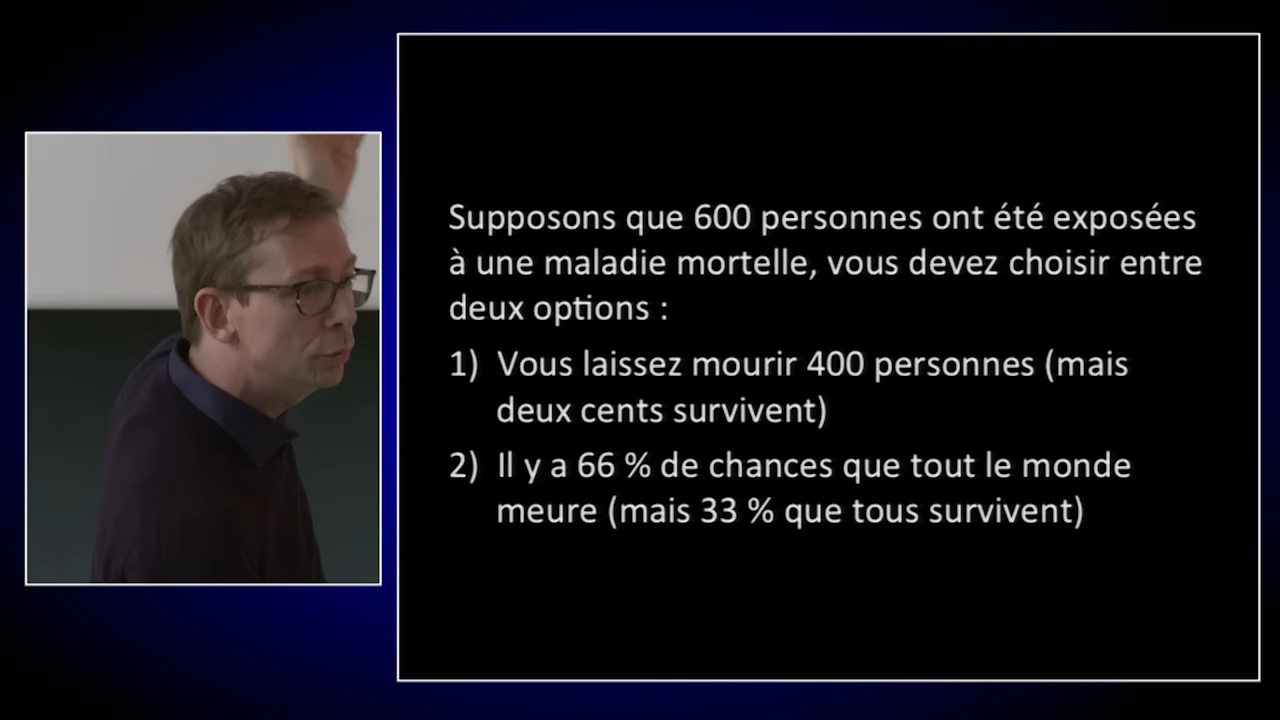 Supposons que 600 personnes ont été exposées
à une maladie mortelle, vous devez choisir entre
deux options :
1) Vous laissez mourir 400 personnes (mais
deux cents survivent)
2) Il y a 66 % de chances que tout le monde
meure (mais 33 % que tous survivent)